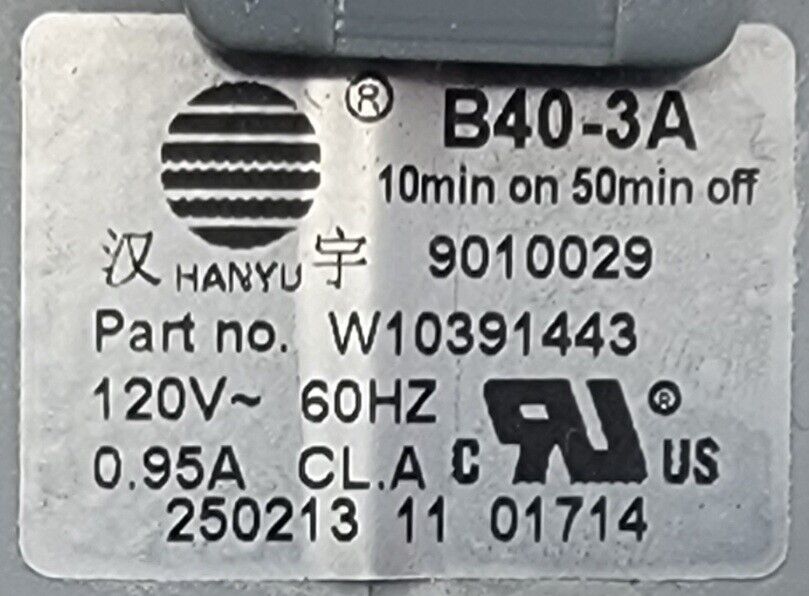 ® B40-3A
10min on 50min off
汉 HANYU 宇 9010029
Part no. W10391443
120V~ 60HZ
0.95A CL.A C RU ® US
250213 11 01714